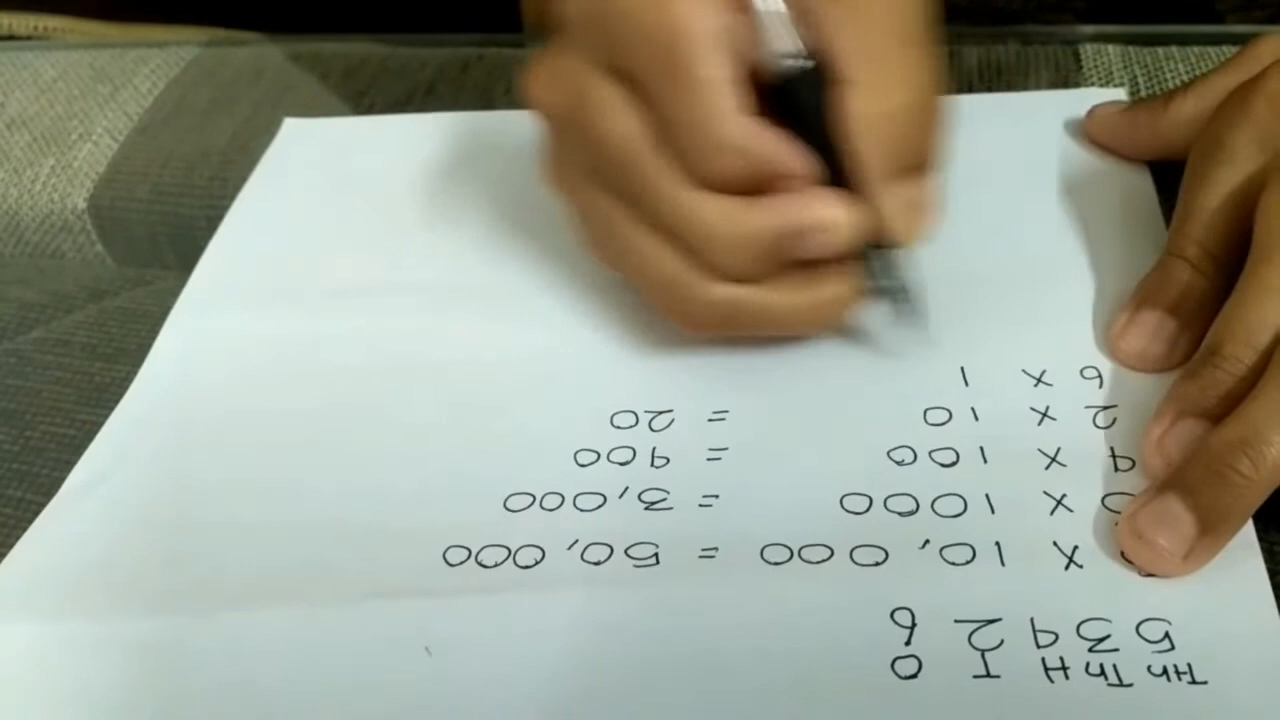 TTh Th H T O
5 3 9 2 6
x 10,000 = 50,000
x 1000 = 3,000
9 x 100 = 900
2 x 10 = 20
6 x 1